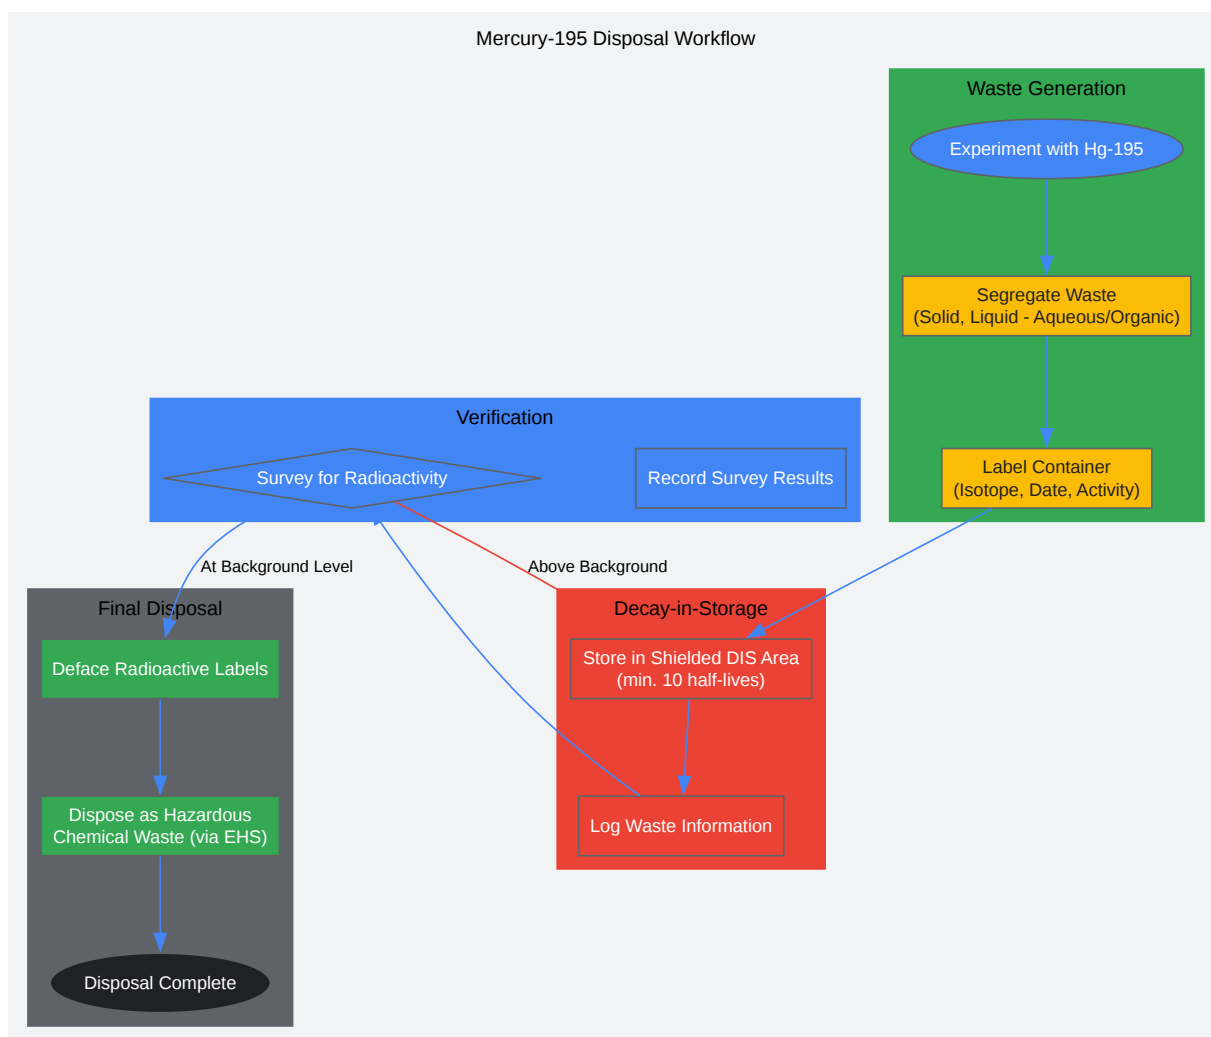 Mercury-195 Disposal Workflow
Waste Generation
Experiment with Hg-195
Segregate Waste
(Solid, Liquid - Aqueous/Organic)
Label Container
(Isotope, Date, Activity)
Verification
Survey for Radioactivity
Record Survey Results
At Background Level
Above Background
Decay-in-Storage
Store in Shielded DIS Area
(min. 10 half-lives)
Log Waste Information
Final Disposal
Deface Radioactive Labels
Dispose as Hazardous
Chemical Waste (via EHS)
Disposal Complete